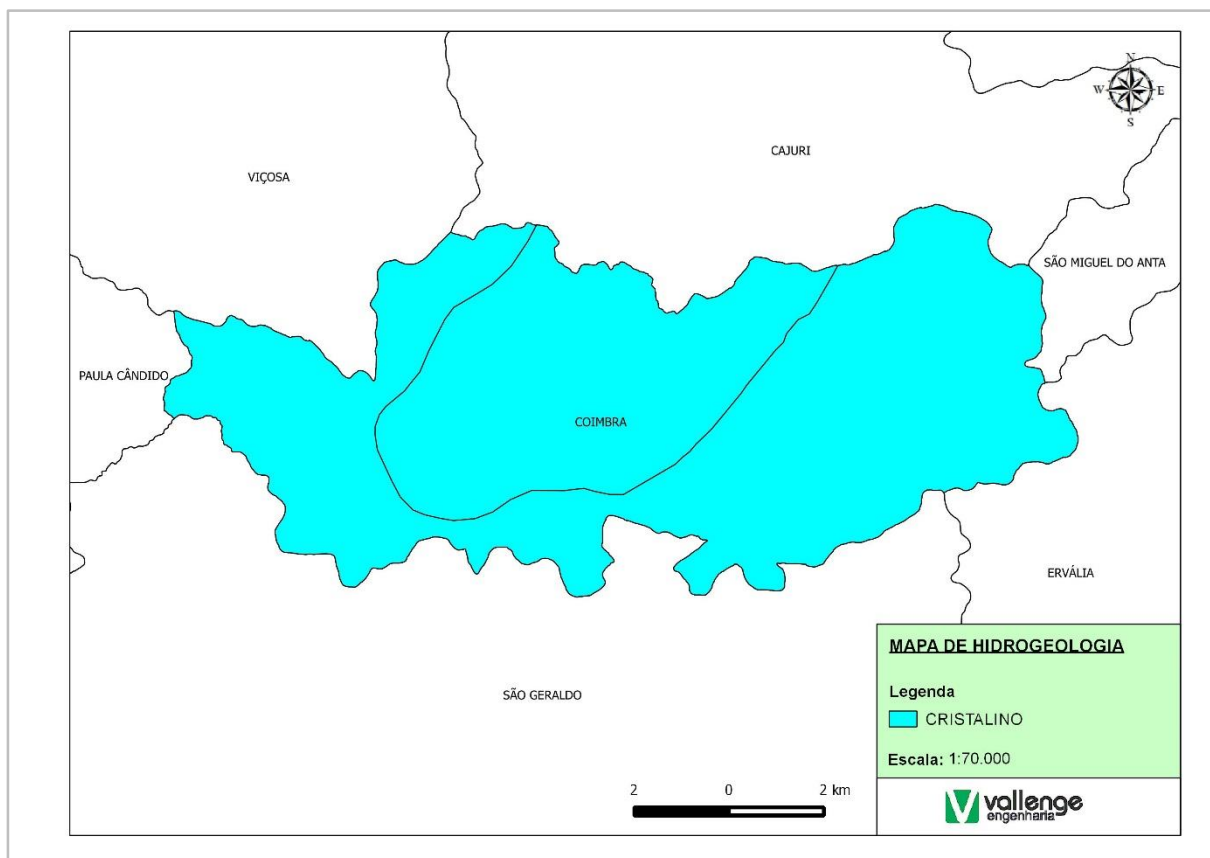 N
W
E
S
CAJURI
VIÇOSA
SÃO MIGUEL DO ANTA
PAULA CÂNDIDO
COIMBRA
ERVÁLIA
SÃO GERALDO
MAPA DE HIDROGEOLOGIA
Legenda
CRISTALINO
Escala: 1:70.000
2 0 2 km
vallenge
engenharia